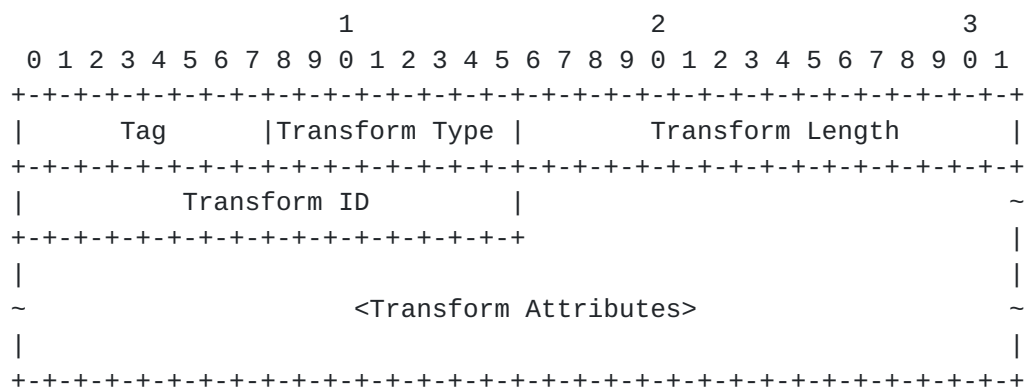 1                   2                   3
 0 1 2 3 4 5 6 7 8 9 0 1 2 3 4 5 6 7 8 9 0 1 2 3 4 5 6 7 8 9 0 1
+-+-+-+-+-+-+-+-+-+-+-+-+-+-+-+-+-+-+-+-+-+-+-+-+-+-+-+-+-+-+-+-+
|      Tag      |Transform Type |        Transform Length       |
+-+-+-+-+-+-+-+-+-+-+-+-+-+-+-+-+-+-+-+-+-+-+-+-+-+-+-+-+-+-+-+-+
|          Transform ID         |                               ~
+-+-+-+-+-+-+-+-+-+-+-+-+-+-+-+-+                               |
|                                                               |
~                     <Transform Attributes>                    ~
|                                                               |
+-+-+-+-+-+-+-+-+-+-+-+-+-+-+-+-+-+-+-+-+-+-+-+-+-+-+-+-+-+-+-+-+